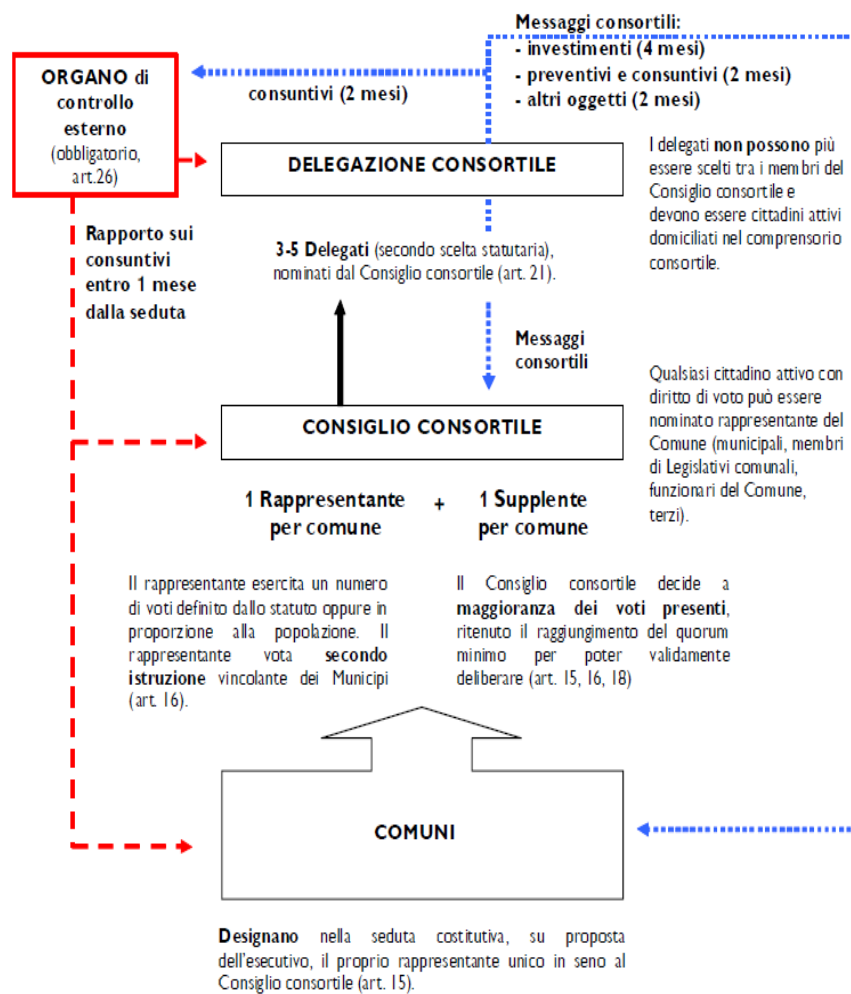 Messaggi consortili:
- investimenti (4 mesi)
- preventivi e consuntivi (2 mesi)
- altri oggetti (2 mesi)
ORGANO di
controllo
esterno
(obbligatorio,
art.26)
consuntivi (2 mesi)
DELEGAZIONE CONSORTILE
I delegati non possono più
essere scelti tra i membri del
Consiglio consortile e
devono essere cittadini attivi
domiciliati nel comprensorio
consortile.
Rapporto sui
consuntivi
entro 1 mese
dalla seduta
3-5 Delegati (secondo scelta statutaria),
nominati dal Consiglio consortile (art. 21).
Messaggi
consortili
Qualsiasi cittadino attivo con
diritto di voto può essere
nominato rappresentante del
Comune (municipali, membri
di Legislativi comunali,
funzionari del Comune,
terzi).
CONSIGLIO CONSORTILE
1 Rappresentante
per comune
+
1 Supplente
per comune
Il rappresentante esercita un numero
di voti definito dallo statuto oppure in
proporzione alla popolazione. Il
rappresentante vota secondo
istruzione vincolante dei Municipi
(art. 16).
Il Consiglio consortile decide a
maggioranza dei voti presenti,
ritenuto il raggiungimento del quorum
minimo per poter validamente
deliberare (art. 15, 16, 18)
COMUNI
Designano nella seduta costitutiva, su proposta
dell'esecutivo, il proprio rappresentante unico in seno al
Consiglio consortile (art. 15).